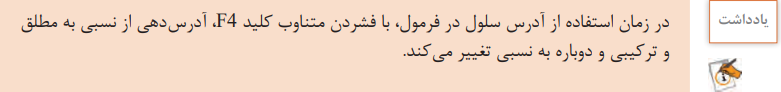 یادداشت
در زمان استفاده از آدرس سلول در فرمول، با فشردن متناوب کلید F4، آدرس‌دهی از نسبی به مطلق
و ترکیبی و دوباره به نسبی تغییر می‌کند.